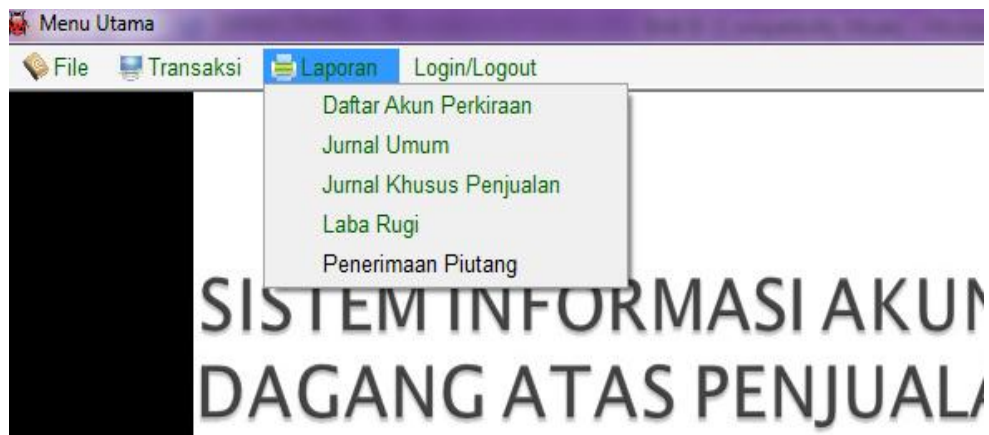 Menu Utama
File Transaksi Laporan Login/Logout
Daftar Akun Perkiraan
Jurnal Umum
Jurnal Khusus Penjualan
Laba Rugi
Penerimaan Piutang
SISTEM INFORMASI AKUN
DAGANG ATAS PENJUALA